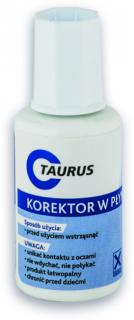 TAURUS
KOREKTOR W PŁY
Sposób użycia:
• przed użyciem wstrząsnąć
UWAGA:
• unikać kontaktu z oczami
• nie wdychać, nie połykać
• produkt łatwopalny
• chronić przed dziećmi